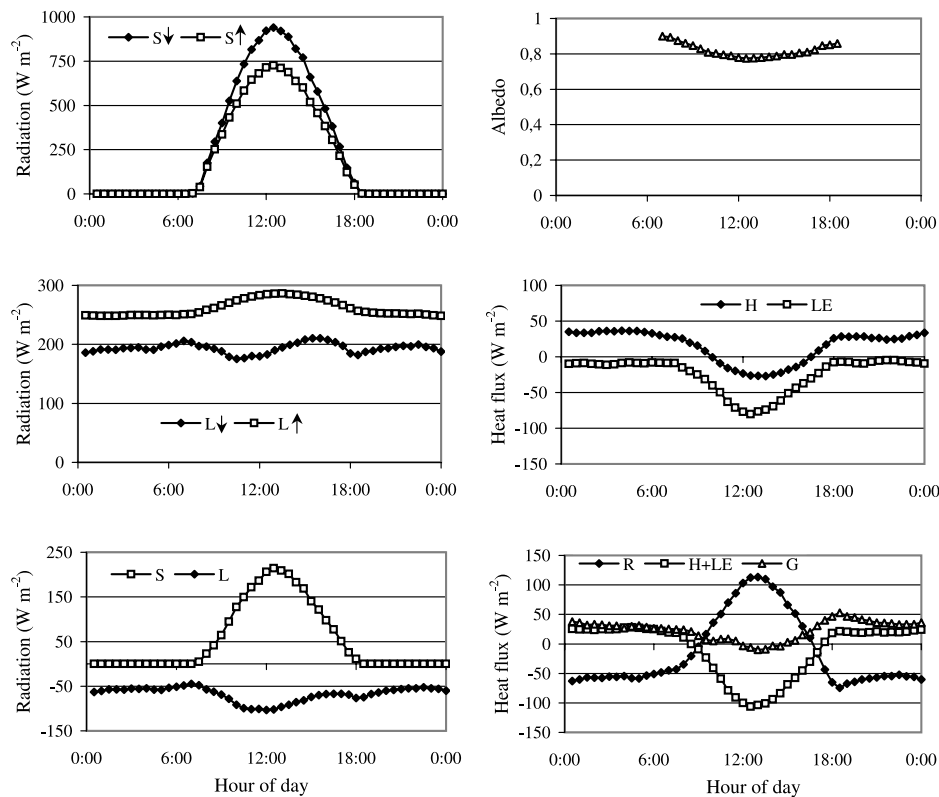 Radiation (W m-2)
1000
750
500
250
0
S↓ S↑
0:00 6:00 12:00 18:00 0:00
Albedo
1
0,8
0,6
0,4
0,2
0
0:00 6:00 12:00 18:00 0:00
Radiation (W m-2)
300
200
100
0
L↓ L↑
0:00 6:00 12:00 18:00 0:00
Heat flux (W m-2)
100
50
0
-50
-100
-150
H LE
0:00 6:00 12:00 18:00 0:00
Radiation (W m-2)
250
150
50
-50
-150
S L
0:00 6:00 12:00 18:00 0:00
Hour of day
Heat flux (W m-2)
150
100
50
0
-50
-100
-150
R H+LE G
0:00 6:00 12:00 18:00 0:00
Hour of day